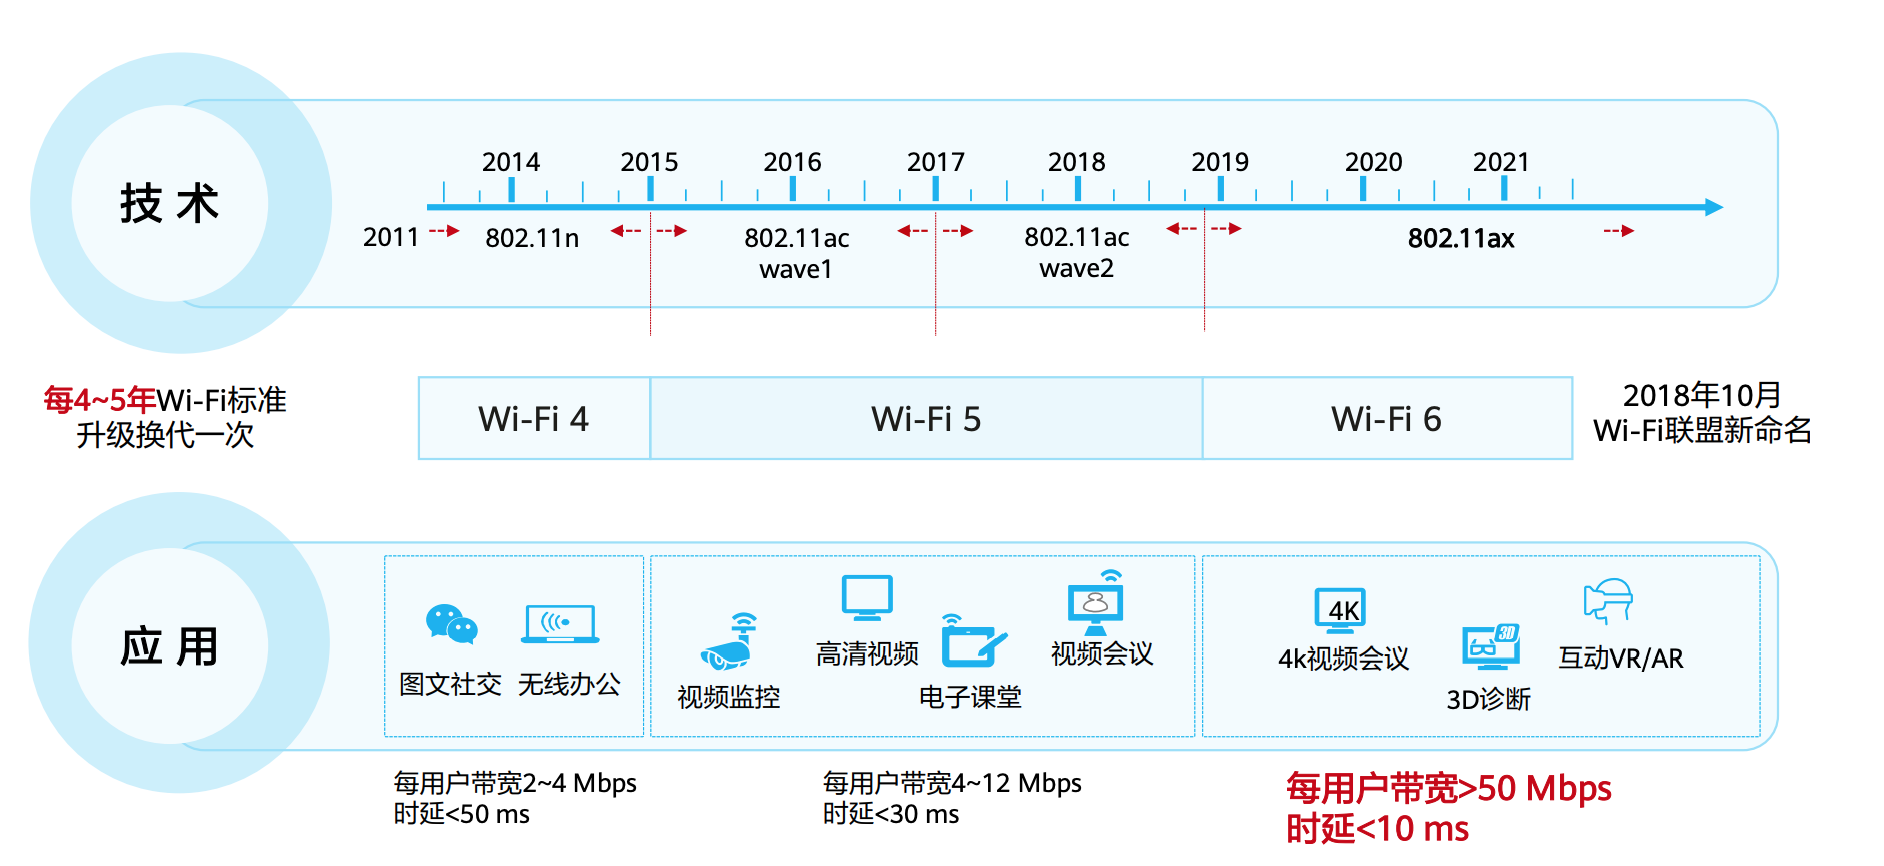 技术
2014
2015
2016
2017
2018
2019
2020
2021
2011
802.11n
802.11ac
wave1
802.11ac
wave2
802.11ax
每4~5年Wi-Fi标准
升级换代一次
Wi-Fi 4
Wi-Fi 5
Wi-Fi 6
2018年10月
Wi-Fi联盟新命名
应用
图文社交
无线办公
视频监控
高清视频
电子课堂
视频会议
4K
4k视频会议
3D
3D诊断
互动VR/AR
每用户带宽2~4 Mbps
时延<50 ms
每用户带宽4~12 Mbps
时延<30 ms
每用户带宽>50 Mbps
时延<10 ms